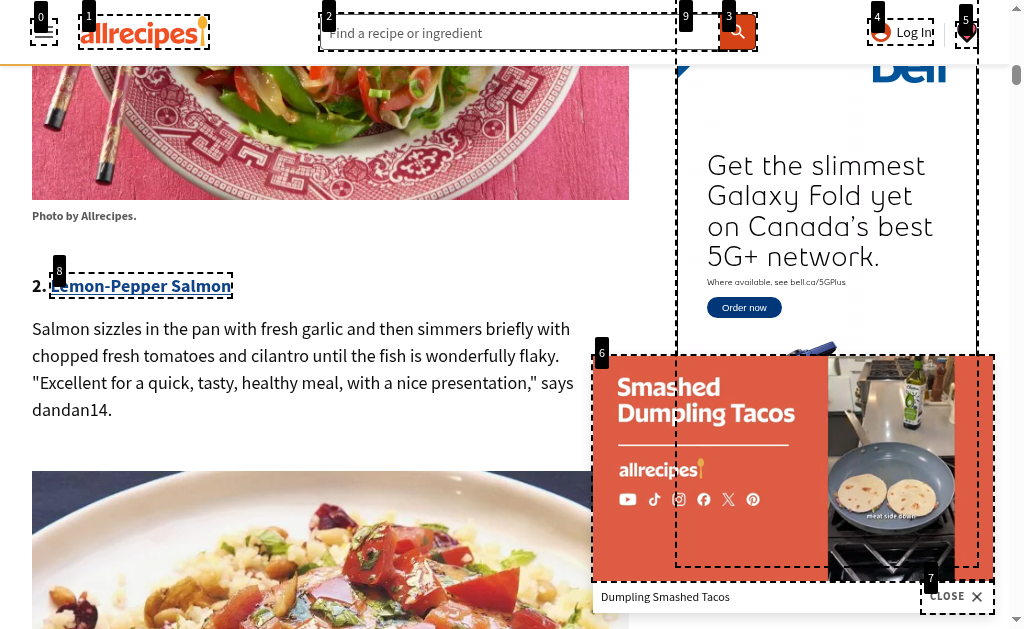 0
1
2
3
4
5
6
7
8
9
allrecipes
Find a recipe or ingredient
Log In
Bell
Get the slimmest
Galaxy Fold yet
on Canada's best
5G+ network.
Where available, see bell.ca/5GPlus
Order now
Photo by Allrecipes.
2. Lemon-Pepper Salmon
Salmon sizzles in the pan with fresh garlic and then simmers briefly with
chopped fresh tomatoes and cilantro until the fish is wonderfully flaky.
"Excellent for a quick, tasty, healthy meal, with a nice presentation," says
dandan14.
Smashed
Dumpling Tacos
allrecipes
meat side down
Dumpling Smashed Tacos
CLOSE